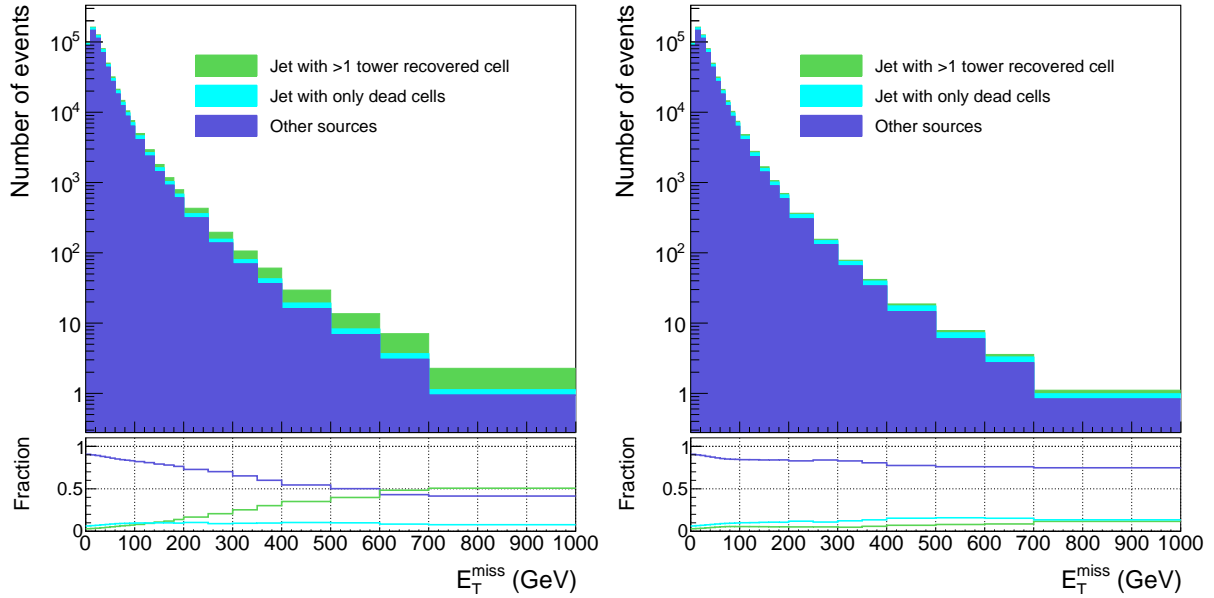 Number of events
10^5
10^4
10^3
10^2
10
1
Jet with >1 tower recovered cell
Jet with only dead cells
Other sources
Fraction
1
0.5
0
0 100 200 300 400 500 600 700 800 900 1000
E_T^miss (GeV)
Number of events
10^5
10^4
10^3
10^2
10
1
Jet with >1 tower recovered cell
Jet with only dead cells
Other sources
Fraction
1
0.5
0
0 100 200 300 400 500 600 700 800 900 1000
E_T^miss (GeV)